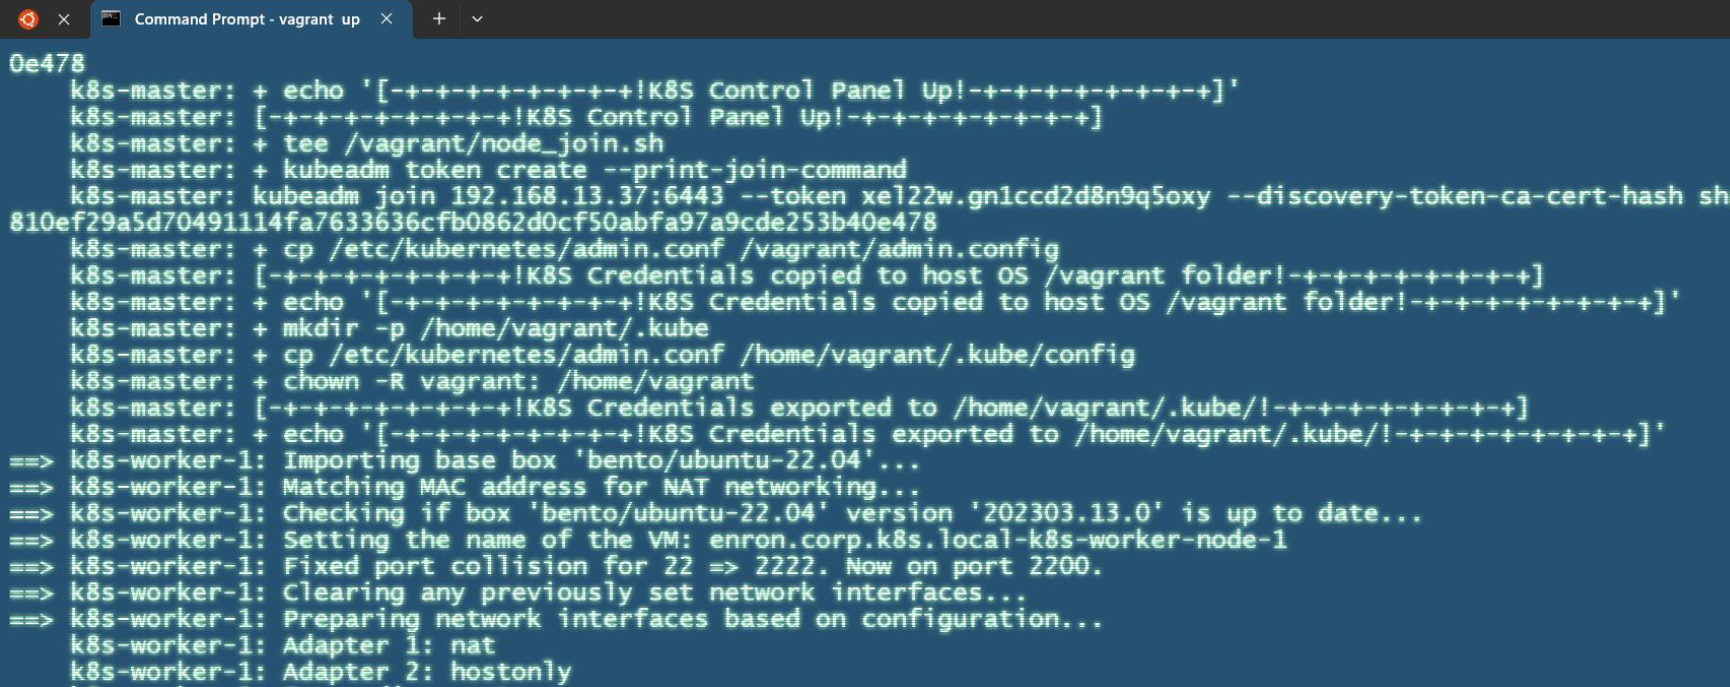 Command Prompt - vagrant up
0e478
k8s-master: + echo '[-+-+-+-+-+-+-+-+!K8S Control Panel Up!-+-+-+-+-+-+-+-+]'
k8s-master: [-+-+-+-+-+-+-+-+!K8S Control Panel Up!-+-+-+-+-+-+-+-+]
k8s-master: + tee /vagrant/node_join.sh
k8s-master: + kubeadm token create --print-join-command
k8s-master: kubeadm join 192.168.13.37:6443 --token xel22w.gn1ccd2d8n9q5oxy --discovery-token-ca-cert-hash sh
810ef29a5d70491114fa7633636cfb0862d0cf50abfa97a9cde253b40e478
k8s-master: + cp /etc/kubernetes/admin.conf /vagrant/admin.config
k8s-master: [-+-+-+-+-+-+-+-+!K8S Credentials copied to host OS /vagrant folder!-+-+-+-+-+-+-+-+]
k8s-master: + echo '[-+-+-+-+-+-+-+-+!K8S Credentials copied to host OS /vagrant folder!-+-+-+-+-+-+-+-+]'
k8s-master: + mkdir -p /home/vagrant/.kube
k8s-master: + cp /etc/kubernetes/admin.conf /home/vagrant/.kube/config
k8s-master: + chown -R vagrant: /home/vagrant
k8s-master: [-+-+-+-+-+-+-+-+!K8S Credentials exported to /home/vagrant/.kube/!-+-+-+-+-+-+-+-+]
k8s-master: + echo '[-+-+-+-+-+-+-+-+!K8S Credentials exported to /home/vagrant/.kube/!-+-+-+-+-+-+-+-+]'
==> k8s-worker-1: Importing base box 'bento/ubuntu-22.04'...
==> k8s-worker-1: Matching MAC address for NAT networking...
==> k8s-worker-1: Checking if box 'bento/ubuntu-22.04' version '202303.13.0' is up to date...
==> k8s-worker-1: Setting the name of the VM: enron.corp.k8s.local-k8s-worker-node-1
==> k8s-worker-1: Fixed port collision for 22 => 2222. Now on port 2200.
==> k8s-worker-1: Clearing any previously set network interfaces...
==> k8s-worker-1: Preparing network interfaces based on configuration...
k8s-worker-1: Adapter 1: nat
k8s-worker-1: Adapter 2: hostonly